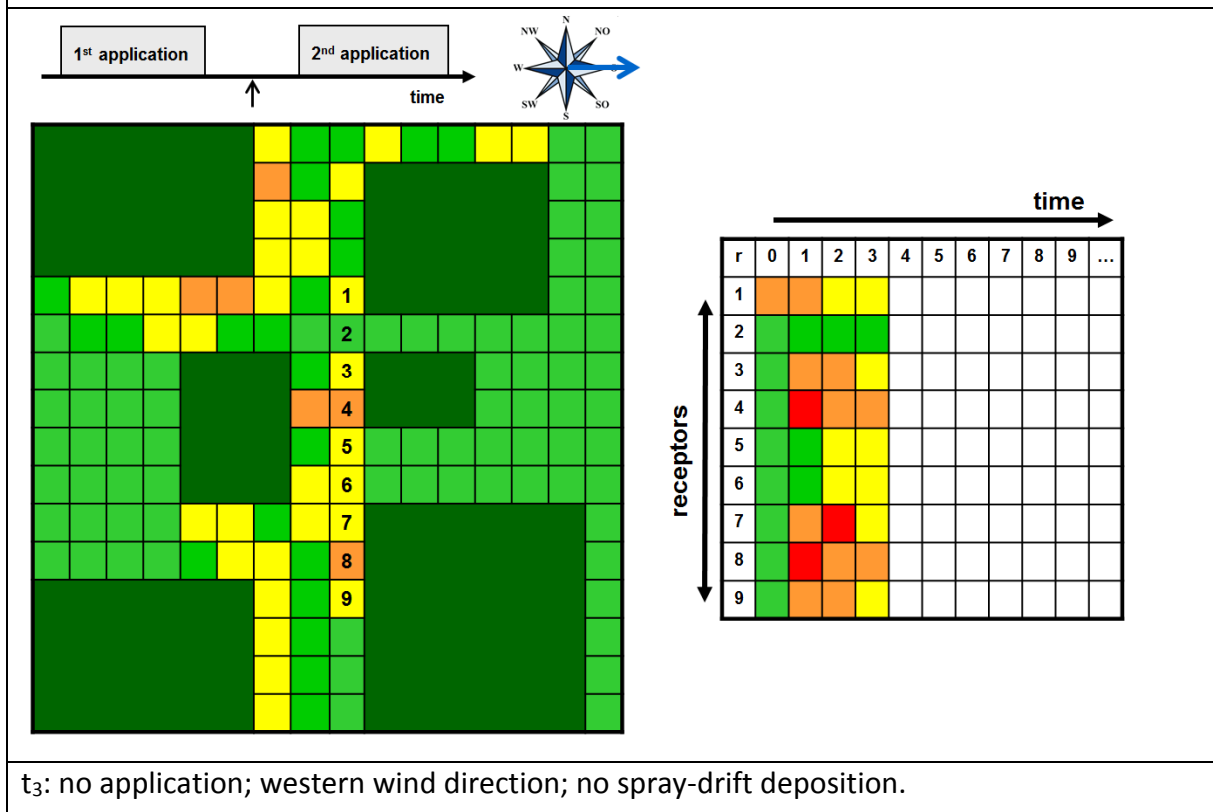 1st application
2nd application
time
N
NW
NO
W
SW
SO
S
1
2
3
4
5
6
7
8
9
time
receptors
r 0 1 2 3 4 5 6 7 8 9 ...
1
2
3
4
5
6
7
8
9
t3: no application; western wind direction; no spray-drift deposition.